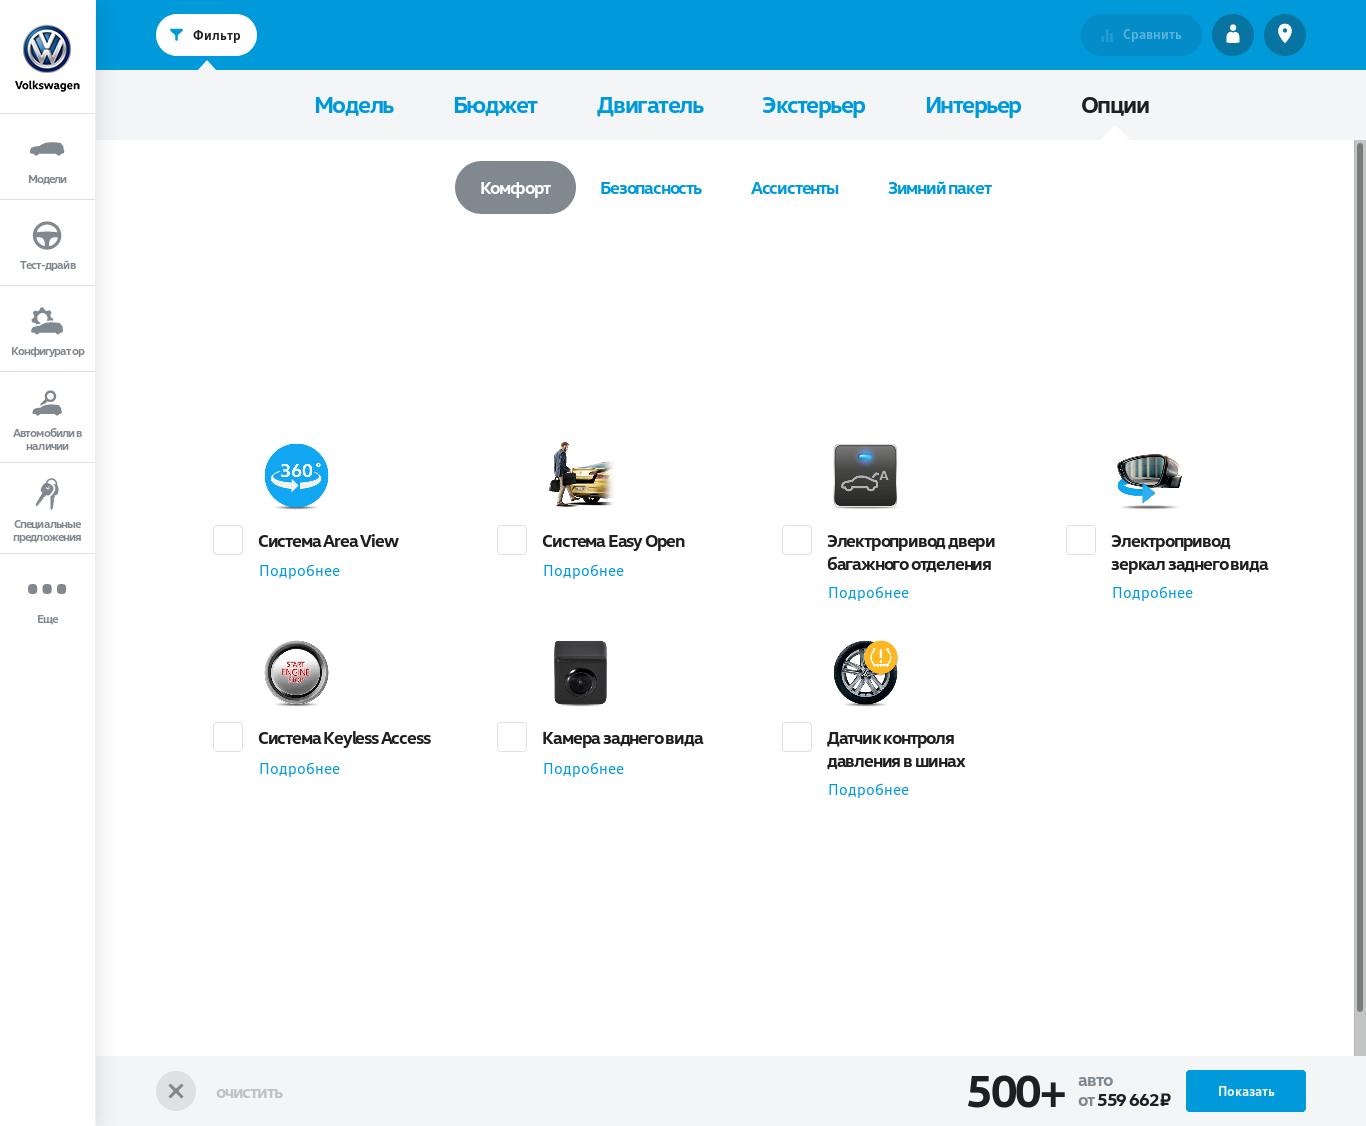 Volkswagen
Модели
Тест-драйв
Конфигуратор
Автомобили в
наличии
Специальные
предложения
Еще
Фильтр
Сравнить
Модель Бюджет Двигатель Экстерьер Интерьер Опции
Комфорт Безопасность Ассистенты Зимний пакет
360°
A
Система Area View
Подробнее
Система Easy Open
Подробнее
Электропривод двери
багажного отделения
Подробнее
Электропривод
зеркал заднего вида
Подробнее
START
ENGINE
STOP
Система Keyless Access
Подробнее
Камера заднего вида
Подробнее
Датчик контроля
давления в шинах
Подробнее
очистить
500+
авто
от 559 662₽
Показать